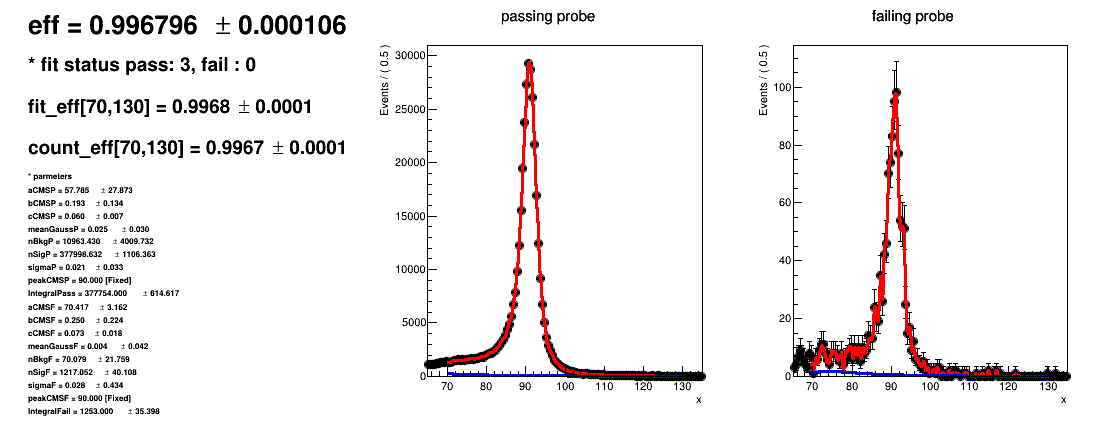 eff = 0.996796 ± 0.000106
* fit status pass: 3, fail : 0
fit_eff[70,130] = 0.9968 ± 0.0001
count_eff[70,130] = 0.9967 ± 0.0001
* parmeters
aCMSP = 57.785 ± 27.873
bCMSP = 0.193 ± 0.134
cCMSP = 0.060 ± 0.007
meanGaussP = 0.025 ± 0.030
nBkgP = 10963.430 ± 4009.732
nSigP = 377998.632 ± 1106.363
sigmaP = 0.021 ± 0.033
peakCMSP = 90.000 [Fixed]
IntegralPass = 377754.000 ± 614.617
aCMSF = 70.417 ± 3.162
bCMSF = 0.250 ± 0.224
cCMSF = 0.073 ± 0.018
meanGaussF = 0.004 ± 0.042
nBkgF = 70.079 ± 21.759
nSigF = 1217.052 ± 40.108
sigmaF = 0.028 ± 0.434
peakCMSF = 90.000 [Fixed]
IntegralFail = 1253.000 ± 35.398
passing probe
Events / ( 0.5 )
30000
25000
20000
15000
10000
5000
0
70 80 90 100 110 120 130
x
failing probe
Events / ( 0.5 )
100
80
60
40
20
0
70 80 90 100 110 120 130
x